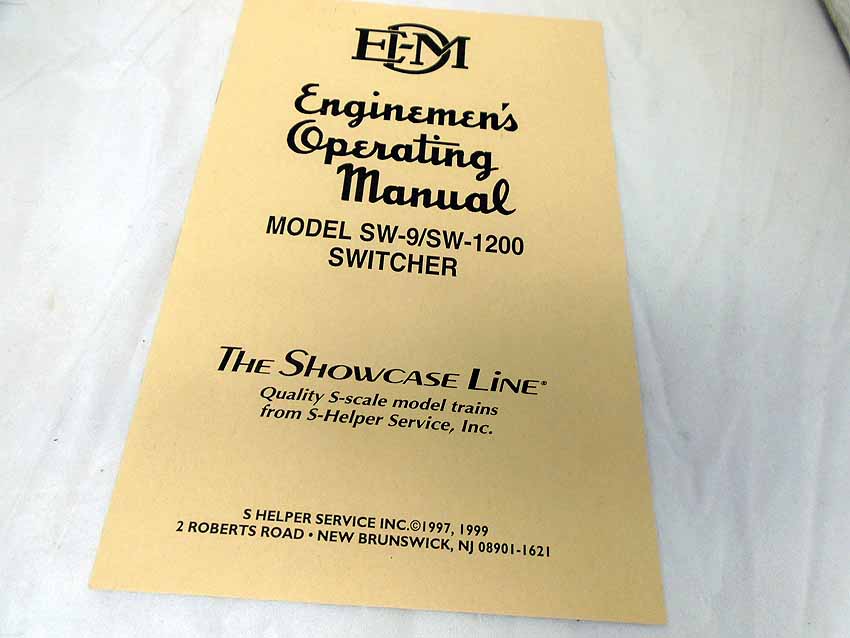 E-M
Enginemen's
Operating
Manual
MODEL SW-9/SW-1200
SWITCHER
THE SHOWCASE LINE®
Quality S-scale model trains
from S-Helper Service, Inc.
S HELPER SERVICE INC.©1997, 1999
2 ROBERTS ROAD • NEW BRUNSWICK, NJ 08901-1621